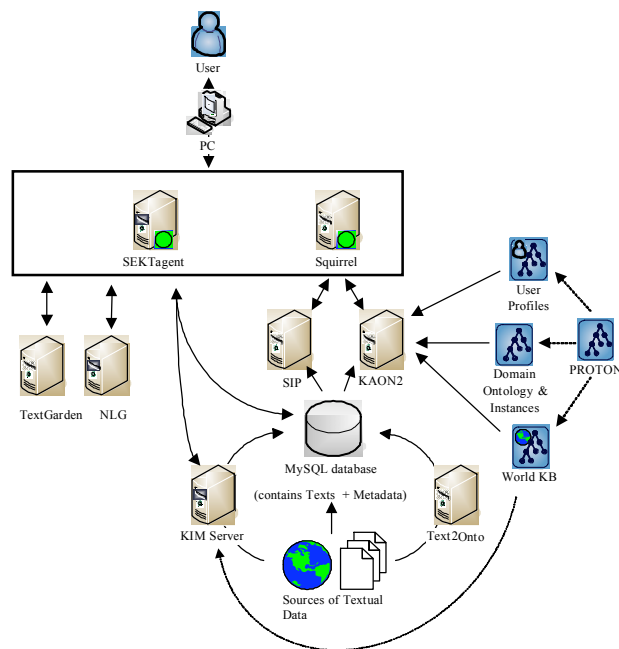 User
PC
SEKTagent
Squirrel
User
Profiles
TextGarden
NLG
SIP
KAON2
Domain
Ontology &
Instances
PROTON
MySQL database
(contains Texts + Metadata)
World KB
KIM Server
Text2Onto
Sources of Textual
Data